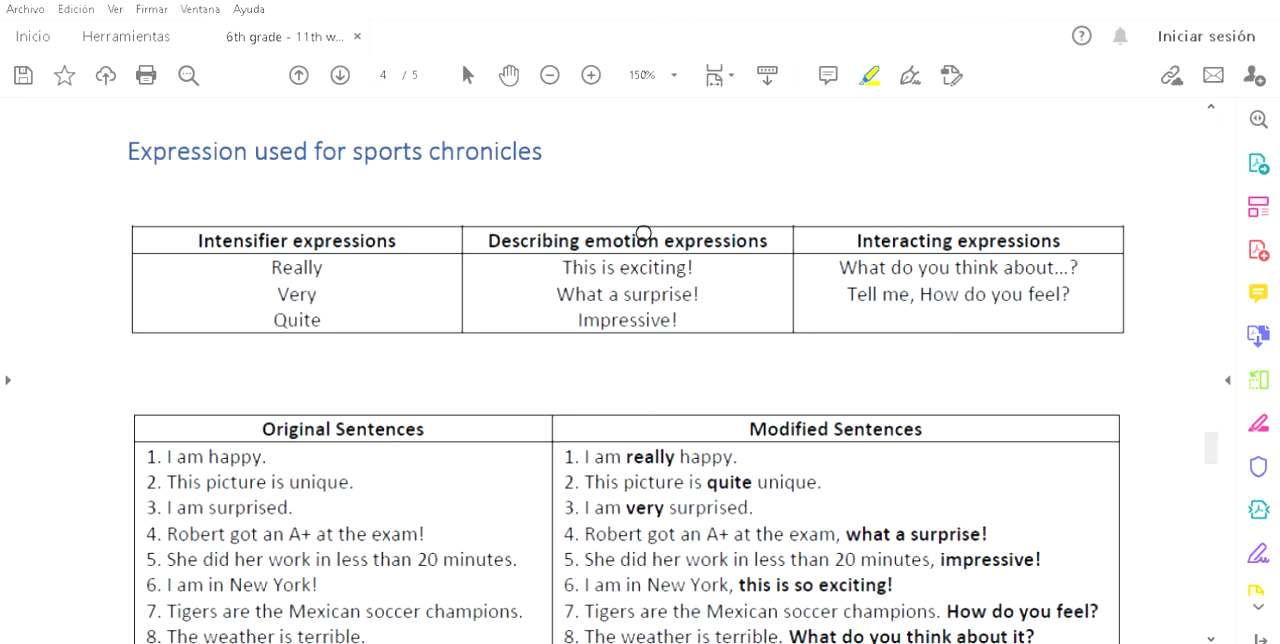 Archivo Edición Ver Firmar Ventana Ayuda
Inicio Herramientas 6th grade - 11th w... × Iniciar sesión
4 / 5 150%
Expression used for sports chronicles
Intensifier expressions Describing emotion expressions Interacting expressions
Really This is exciting! What do you think about...?
Very What a surprise! Tell me, How do you feel?
Quite Impressive!
Original Sentences Modified Sentences
1. I am happy. 1. I am really happy.
2. This picture is unique. 2. This picture is quite unique.
3. I am surprised. 3. I am very surprised.
4. Robert got an A+ at the exam! 4. Robert got an A+ at the exam, what a surprise!
5. She did her work in less than 20 minutes. 5. She did her work in less than 20 minutes, impressive!
6. I am in New York! 6. I am in New York, this is so exciting!
7. Tigers are the Mexican soccer champions. 7. Tigers are the Mexican soccer champions. How do you feel?
8. The weather is terrible. 8. The weather is terrible. What do you think about it?